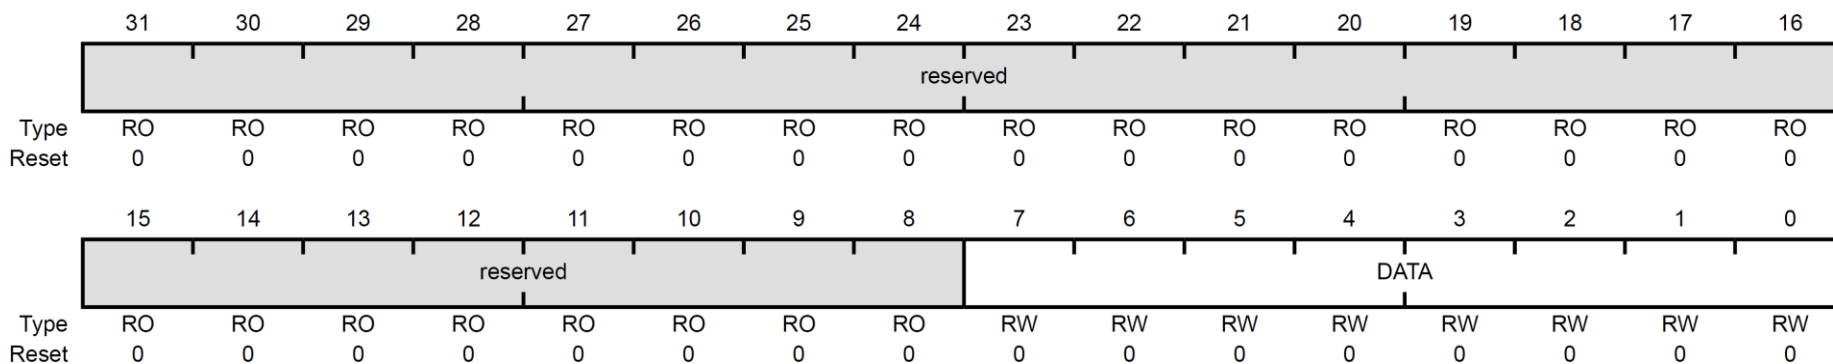 31 30 29 28 27 26 25 24 23 22 21 20 19 18 17 16
reserved
Type RO RO RO RO RO RO RO RO RO RO RO RO RO RO RO RO
Reset 0 0 0 0 0 0 0 0 0 0 0 0 0 0 0 0
15 14 13 12 11 10 9 8 7 6 5 4 3 2 1 0
reserved DATA
Type RO RO RO RO RO RO RO RO RW RW RW RW RW RW RW RW
Reset 0 0 0 0 0 0 0 0 0 0 0 0 0 0 0 0